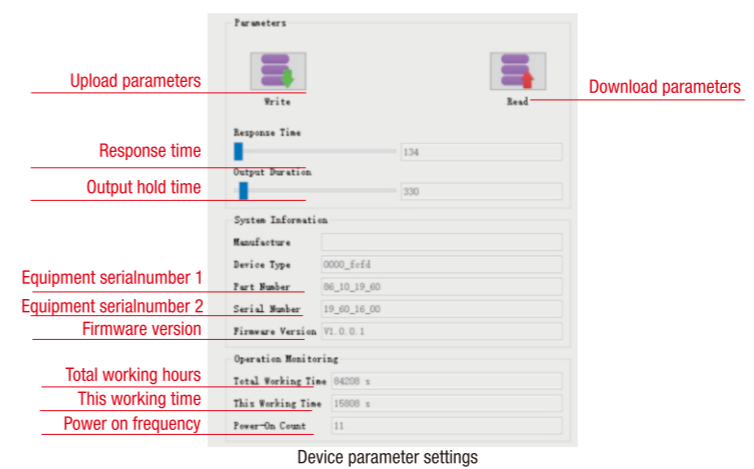 Parameters
Upload parameters
Download parameters
Write
Read
Response Time
Response time
134
Output Duration
Output hold time
330
System Information
Manufacture
Device Type 0000_fcfd
Equipment serialnumber 1
Part Number 86_10_19_60
Equipment serialnumber 2
Serial Number 19_60_16_00
Firmware version
Firmware Version V1.0.0.1
Operation Monitoring
Total working hours
Total Working Time 84208 s
This working time
This Working Time 15808 s
Power on frequency
Power-On Count 11
Device parameter settings